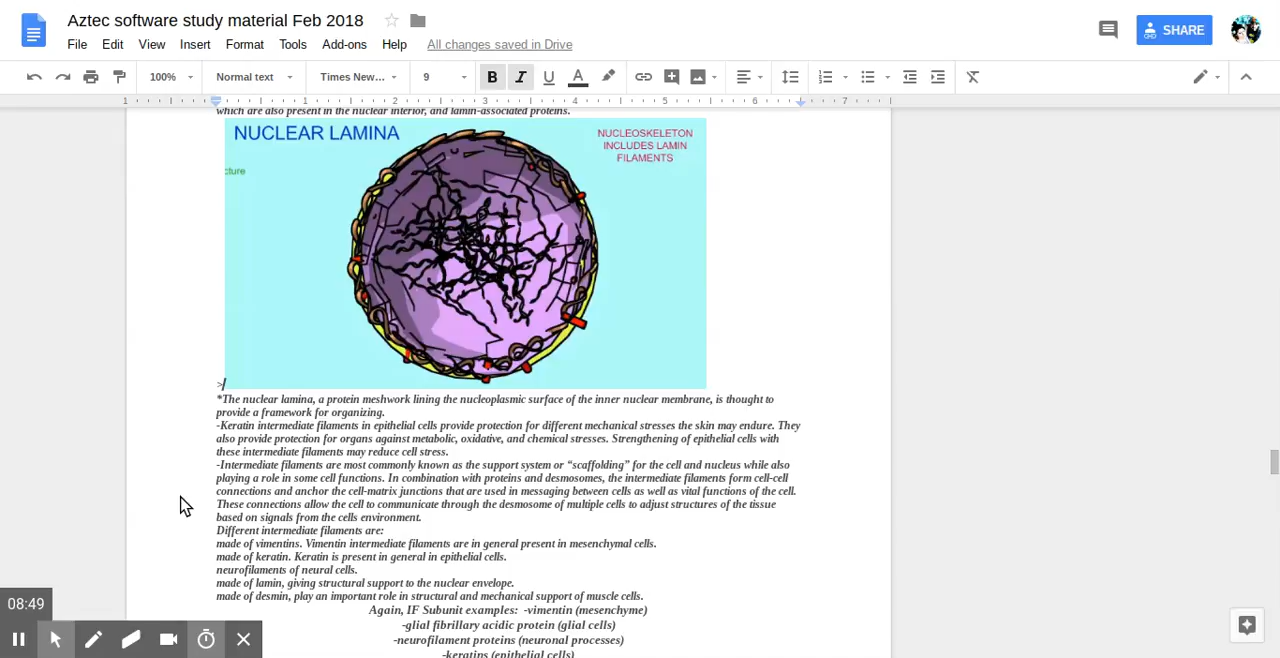 Aztec software study material Feb 2018
File Edit View Insert Format Tools Add-ons Help All changes saved in Drive
SHARE
100% Normal text Times New... 9 B I U A
1 1 2 3 4 5 6 7
which are also present in the nuclear interior, and lamin-associated proteins.
NUCLEAR LAMINA
NUCLEOSKELETON
INCLUDES LAMIN
FILAMENTS
cture
>
*The nuclear lamina, a protein meshwork lining the nucleoplasmic surface of the inner nuclear membrane, is thought to
provide a framework for organizing.
-Keratin intermediate filaments in epithelial cells provide protection for different mechanical stresses the skin may endure. They
also provide protection for organs against metabolic, oxidative, and chemical stresses. Strengthening of epithelial cells with
these intermediate filaments may reduce cell stress.
-Intermediate filaments are most commonly known as the support system or “scaffolding” for the cell and nucleus while also
playing a role in some cell functions. In combination with proteins and desmosomes, the intermediate filaments form cell-cell
connections and anchor the cell-matrix junctions that are used in messaging between cells as well as vital functions of the cell.
These connections allow the cell to communicate through the desmosome of multiple cells to adjust structures of the tissue
based on signals from the cells environment.
Different intermediate filaments are:
made of vimentins. Vimentin intermediate filaments are in general present in mesenchymal cells.
made of keratin. Keratin is present in general in epithelial cells.
neurofilaments of neural cells.
made of lamin, giving structural support to the nuclear envelope.
made of desmin, play an important role in structural and mechanical support of muscle cells.
Again, IF Subunit examples: -vimentin (mesenchyme)
-glial fibrillary acidic protein (glial cells)
-neurofilament proteins (neuronal processes)
-keratins (epithelial cells)
08:49